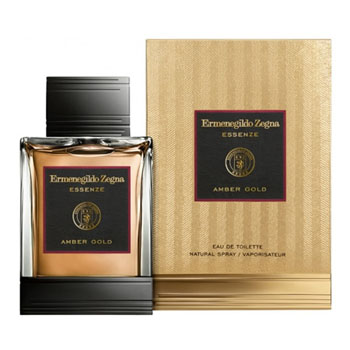 Ermenegildo Zegna
ESSENZE
AMBER GOLD
Ermenegildo Zegna
ESSENZE
AMBER GOLD
EAU DE TOILETTE
NATURAL SPRAY / VAPORISATEUR